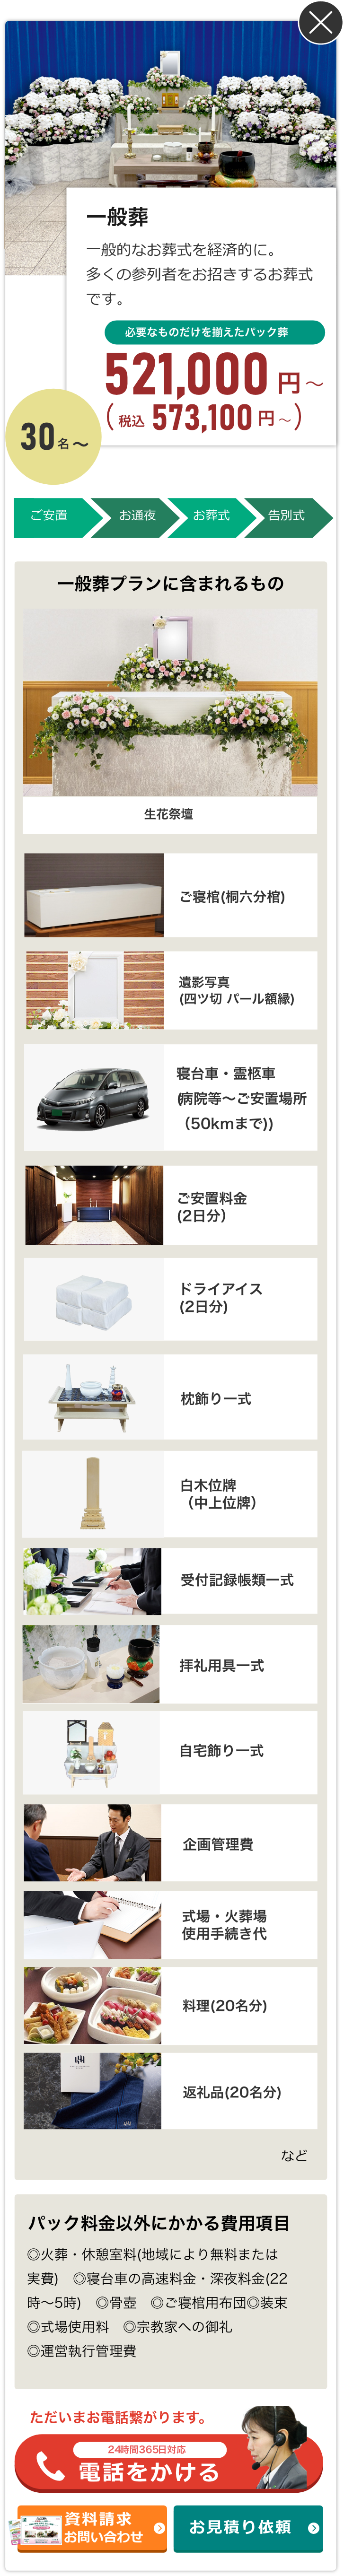 一般葬
一般的なお葬式を経済的に。
多くの参列者をお招きするお葬式
です。
必要なものだけを揃えたパック葬
521,000 円～
(税込 573,100 円～)
30名～
ご安置
お通夜
お葬式
告別式
一般葬プランに含まれるもの
生花祭壇
ご寝棺(桐六分棺)
遺影写真
(四ツ切 パール額縁)
寝台車・霊柩車
(病院等～ご安置場所
（50kmまで))
ご安置料金
(2日分）
ドライアイス
(2日分)
枕飾り一式
白木位牌
（中上位牌）
受付記録帳類一式
拝礼用具一式
自宅飾り一式
企画管理費
式場・火葬場
使用手続き代
料理(20名分)
返礼品(20名分)
など
パック料金以外にかかる費用項目
◎火葬・休憩室料(地域により無料または
実費)　◎寝台車の高速料金・深夜料金(22
時～5時)　◎骨壺　◎ご寝棺用布団◎装束
◎式場使用料　◎宗教家への御礼
◎運営執行管理費
ただいまお電話繋がります。
24時間365日対応
電話をかける
資料請求
お問い合わせ
お見積り依頼